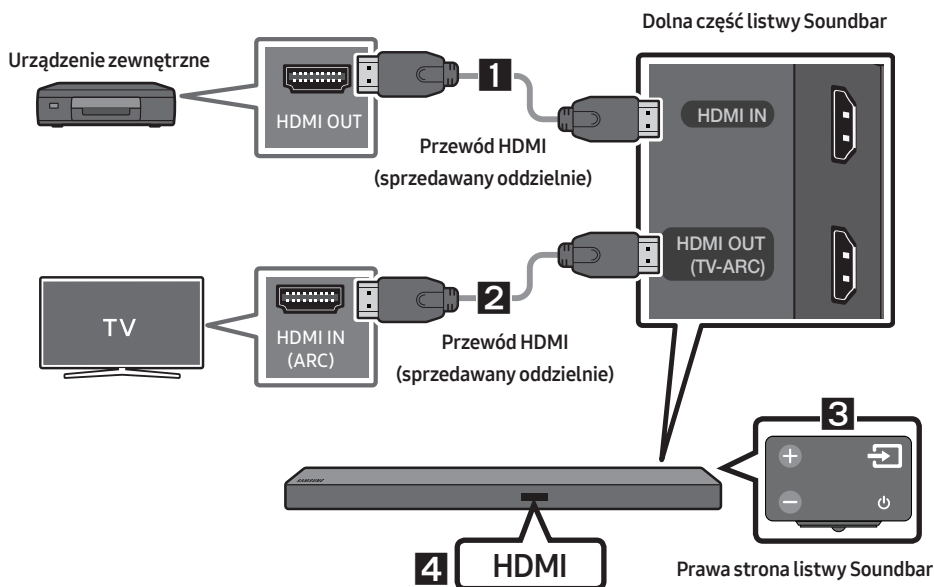 Dolna część listwy Soundbar
Urządzenie zewnętrzne
HDMI OUT
1
HDMI IN
Przewód HDMI
(sprzedawany oddzielnie)
HDMI OUT
(TV-ARC)
TV
HDMI IN
(ARC)
2
Przewód HDMI
(sprzedawany oddzielnie)
3
SAMSUNG
4
HDMI
Prawa strona listwy Soundbar